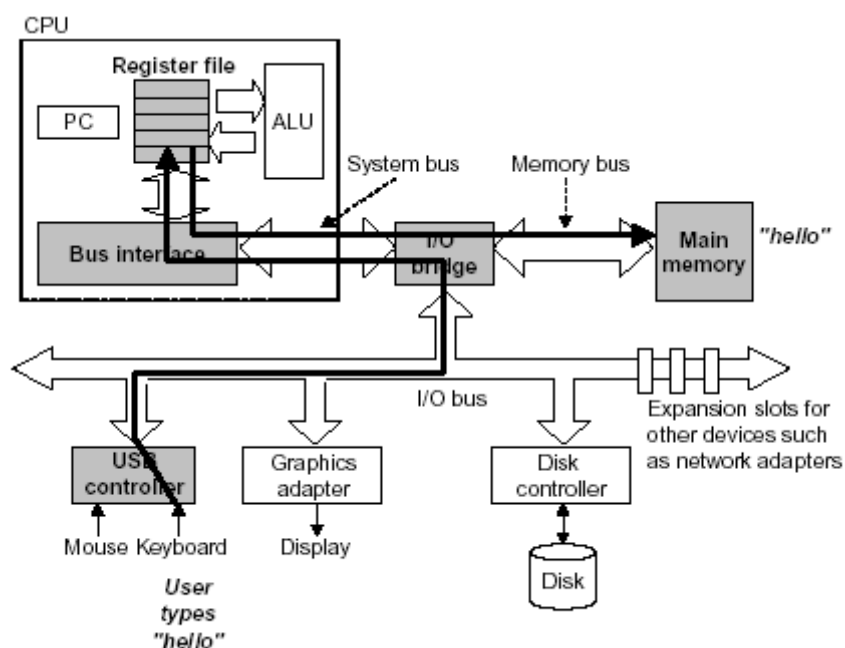 CPU
Register file
PC
ALU
System bus
Memory bus
Bus interface
I/O
bridge
Main
memory
"hello"
I/O bus
Expansion slots for
other devices such
as network adapters
USB
controller
Graphics
adapter
Disk
controller
Mouse Keyboard
Display
Disk
User
types
"hello"